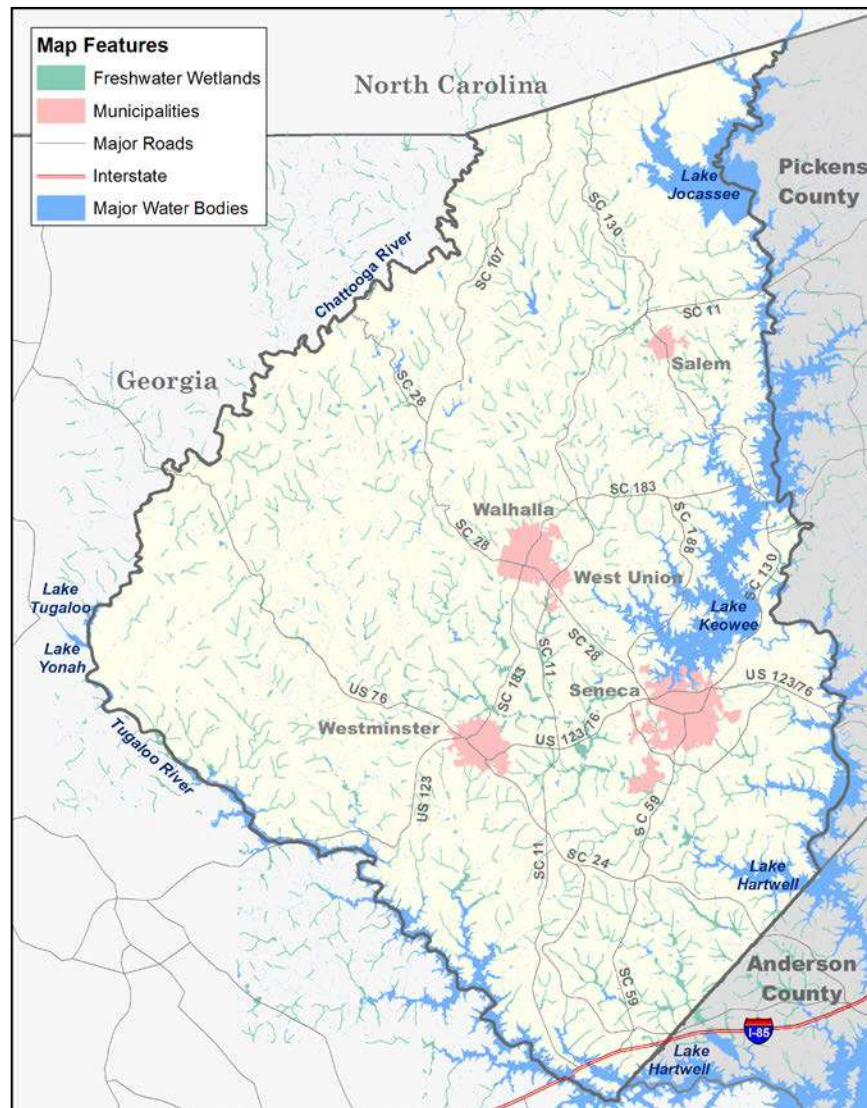 Map Features
Freshwater Wetlands
Municipalities
Major Roads
Interstate
Major Water Bodies
North Carolina
Lake
Jocassee
Pickens
County
Chattooga River
SC 107
SC 130
SC 11
Salem
Georgia
SC 28
SC 183
Walhalla
SC 28
SC 188
West Union
SC 130
Lake
Tugaloo
Lake
Keowee
Lake
Yonah
SC 28
SC 11
SC 183
Seneca
US 123/76
US 76
Westminster
US 123/76
Tugaloo River
US 123
SC 59
SC 11
SC 24
Lake
Hartwell
Anderson
County
SC 59
I-85
Lake
Hartwell